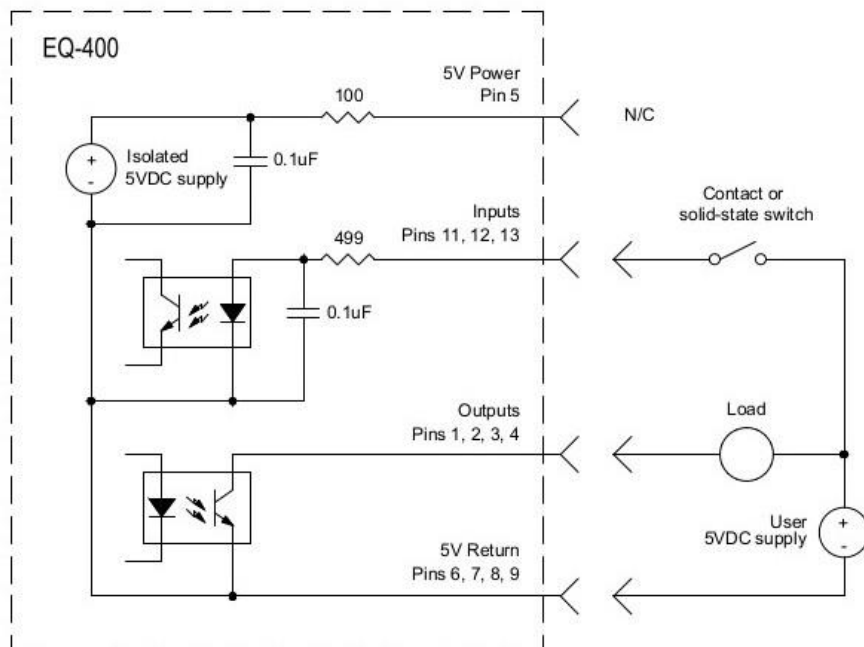 EQ-400
5V Power
Pin 5
100
N/C
+
-
Isolated
5VDC supply
0.1uF
Contact or
solid-state switch
Inputs
Pins 11, 12, 13
499
0.1uF
Outputs
Pins 1, 2, 3, 4
Load
User
5VDC supply
+
-
5V Return
Pins 6, 7, 8, 9